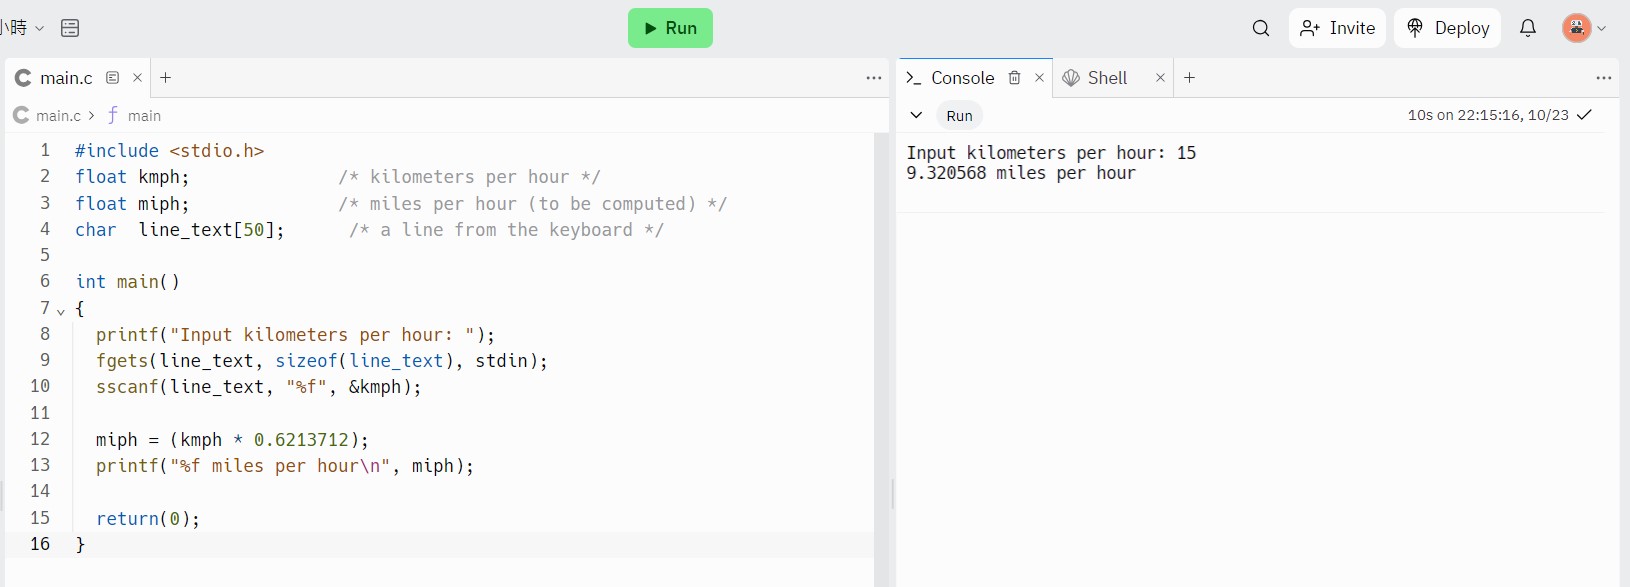 小時
Run
Invite
Deploy
main.c
Console
Shell
main.c > f main
Run
10s on 22:15:16, 10/23
1 #include <stdio.h>
2 float kmph; /* kilometers per hour */
3 float miph; /* miles per hour (to be computed) */
4 char  line_text[50]; /* a line from the keyboard */
5
6 int main()
7 {
8 printf("Input kilometers per hour: ");
9 fgets(line_text, sizeof(line_text), stdin);
10 sscanf(line_text, "%f", &kmph);
11
12 miph = (kmph * 0.6213712);
13 printf("%f miles per hour\n", miph);
14
15 return(0);
16 }
Input kilometers per hour: 15
9.320568 miles per hour